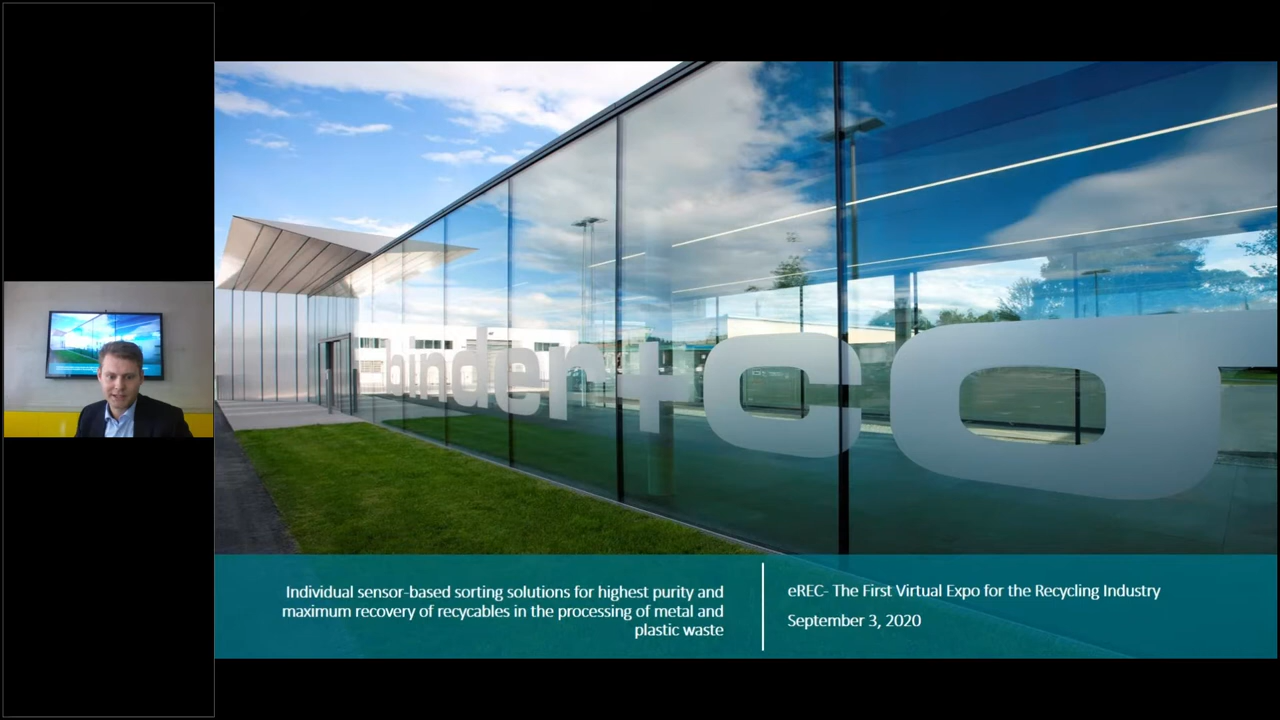 binder+co
Individual sensor-based sorting solutions for highest purity and
maximum recovery of recycables in the processing of metal and
plastic waste
eREC- The First Virtual Expo for the Recycling Industry
September 3, 2020